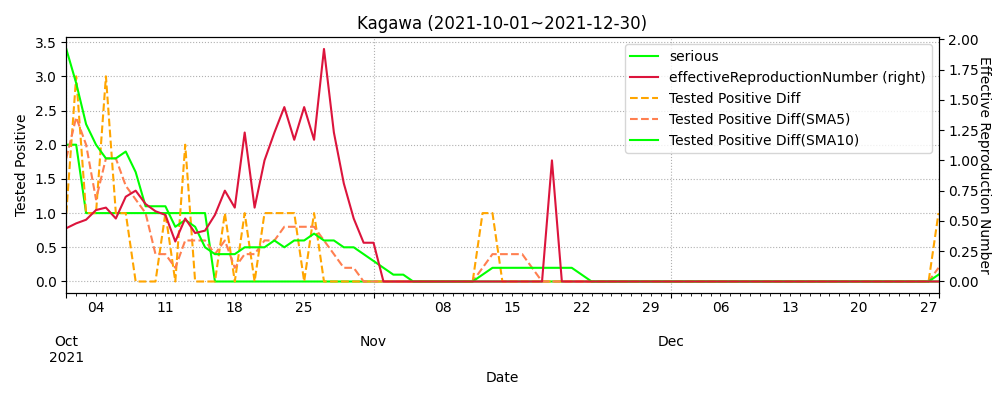 Kagawa (2021-10-01~2021-12-30)
serious
effectiveReproductionNumber (right)
Tested Positive Diff
Tested Positive Diff(SMA5)
Tested Positive Diff(SMA10)
Tested Positive
3.5
3.0
2.5
2.0
1.5
1.0
0.5
0.0
Effective Reproduction Number
2.00
1.75
1.50
1.25
1.00
0.75
0.50
0.25
0.00
04 11 18 25 08 15 22 29 06 13 20 27
Oct Nov Dec
2021
Date